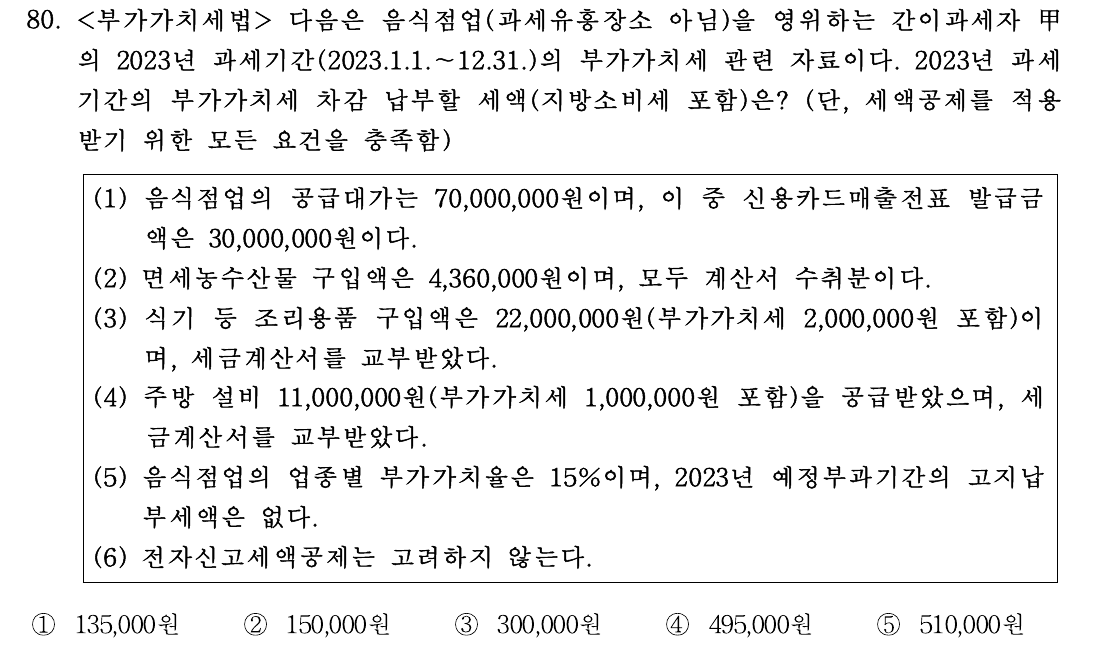 80. <부가가치세법> 다음은 음식점업(과세유흥장소 아님)을 영위하는 간이과세자 甲
의 2023년 과세기간(2023.1.1.~12.31.)의 부가가치세 관련 자료이다. 2023년 과세
기간의 부가가치세 차감 납부할 세액(지방소비세 포함)은? (단, 세액공제를 적용
받기 위한 모든 요건을 충족함)
(1) 음식점업의 공급대가는 70,000,000원이며, 이 중 신용카드매출전표 발급금
액은 30,000,000원이다.
(2) 면세농수산물 구입액은 4,360,000원이며, 모두 계산서 수취분이다.
(3) 식기 등 조리용품 구입액은 22,000,000원(부가가치세 2,000,000원 포함)이
며, 세금계산서를 교부받았다.
(4) 주방 설비 11,000,000원(부가가치세 1,000,000원 포함)을 공급받았으며, 세
금계산서를 교부받았다.
(5) 음식점업의 업종별 부가가치율은 15%이며, 2023년 예정부과기간의 고지납
부세액은 없다.
(6) 전자신고세액공제는 고려하지 않는다.
① 135,000원 ② 150,000원 ③ 300,000원 ④ 495,000원 ⑤ 510,000원